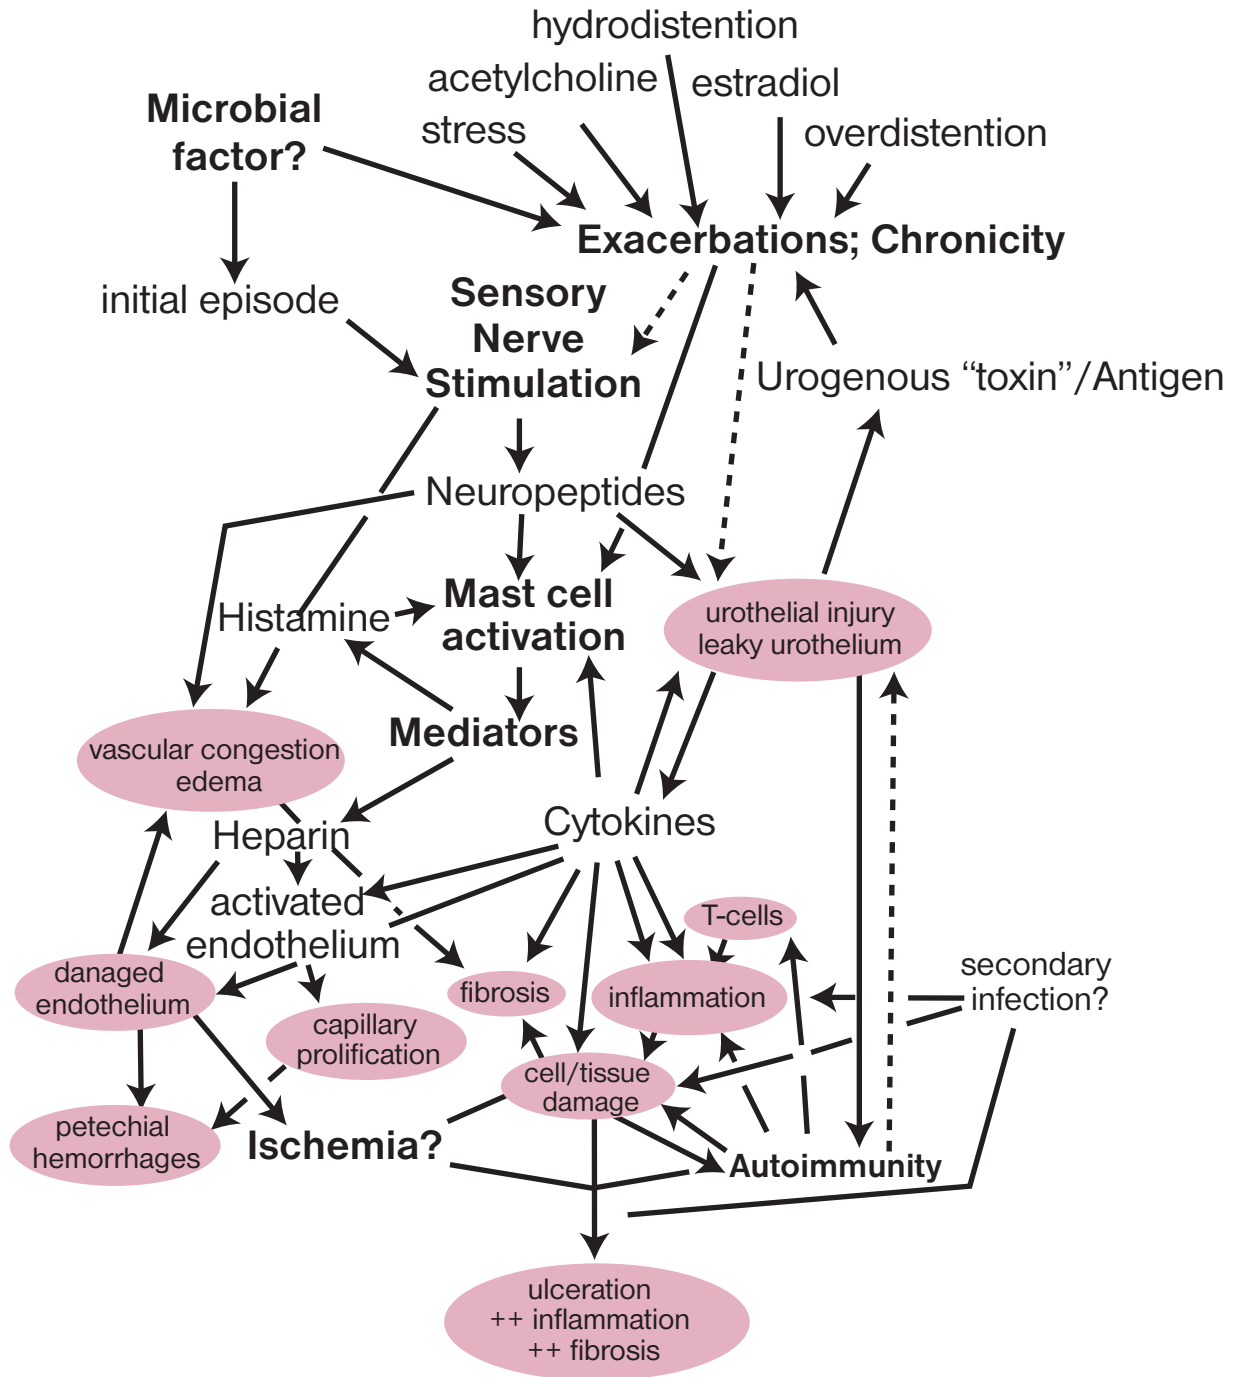 hydrodistention
acetylcholine
estradiol
stress
overdistention
Microbial
factor?
Exacerbations; Chronicity
initial episode
Sensory
Nerve
Stimulation
Urogenous “toxin”/Antigen
Neuropeptides
Histamine
Mast cell
activation
urothelial injury
leaky urothelium
Mediators
vascular congestion
edema
Heparin
Cytokines
activated
endothelium
T-cells
danaged
endothelium
fibrosis
inflammation
secondary
infection?
capillary
prolification
cell/tissue
damage
petechial
hemorrhages
Ischemia?
Autoimmunity
ulceration
++ inflammation
++ fibrosis